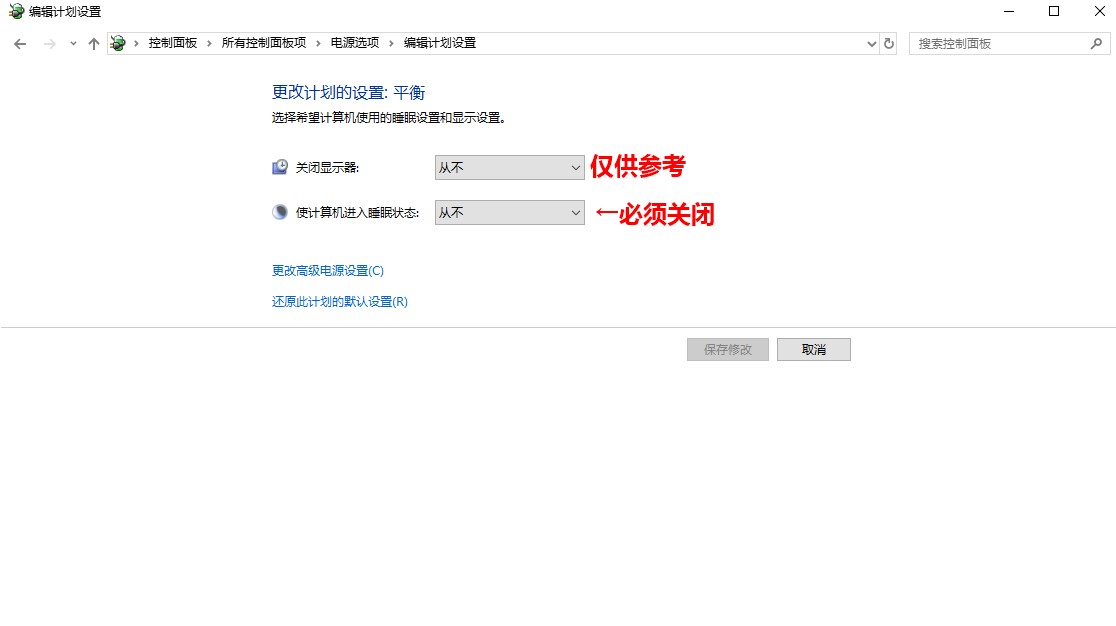 编辑计划设置
控制面板 › 所有控制面板项 › 电源选项 › 编辑计划设置
搜索控制面板
更改计划的设置: 平衡
选择希望计算机使用的睡眠设置和显示设置。
关闭显示器: 从不 仅供参考
使计算机进入睡眠状态: 从不 ←必须关闭
更改高级电源设置(C)
还原此计划的默认设置(R)
保存修改 取消